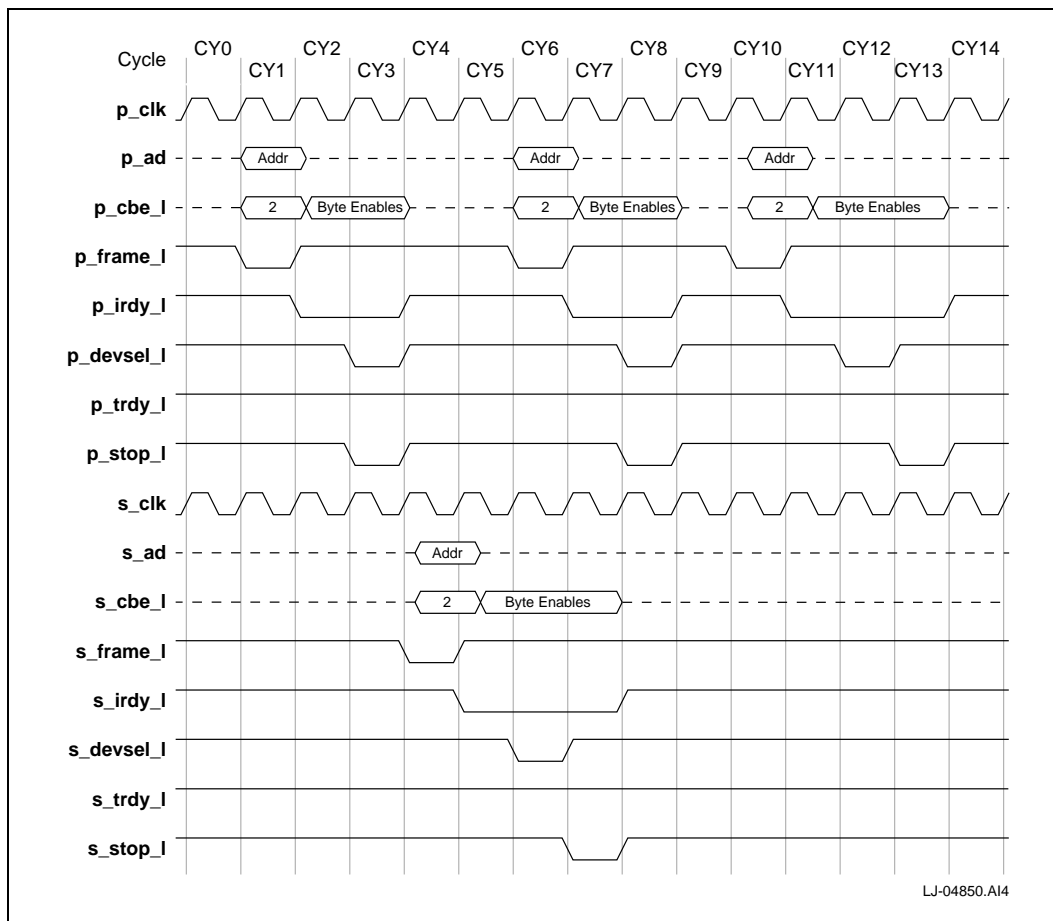 Cycle CY0 CY2 CY4 CY6 CY8 CY10 CY12 CY14
CY1 CY3 CY5 CY7 CY9 CY11 CY13
p_clk
p_ad Addr Addr Addr
p_cbe_l 2 Byte Enables 2 Byte Enables 2 Byte Enables
p_frame_l
p_irdy_l
p_devsel_l
p_trdy_l
p_stop_l
s_clk
s_ad Addr
s_cbe_l 2 Byte Enables
s_frame_l
s_irdy_l
s_devsel_l
s_trdy_l
s_stop_l
LJ-04850.AI4